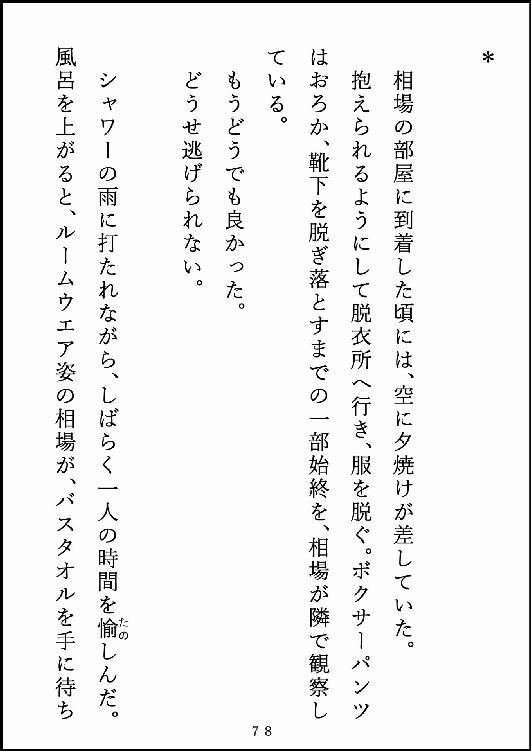 ＊
相場の部屋に到着した頃には、空に夕焼けが差していた。
抱えられるようにして脱衣所へ行き、服を脱ぐ。ボクサーパンツ
はおろか、靴下を脱ぎ落とすまでの一部始終を、相場が隣で観察し
ている。
もうどうでも良かった。
どうせ逃げられない。
シャワーの雨に打たれながら、しばらく一人の時間を愉しんだ。
たの
風呂を上がると、ルームウエア姿の相場が、バスタオルを手に待ち
78